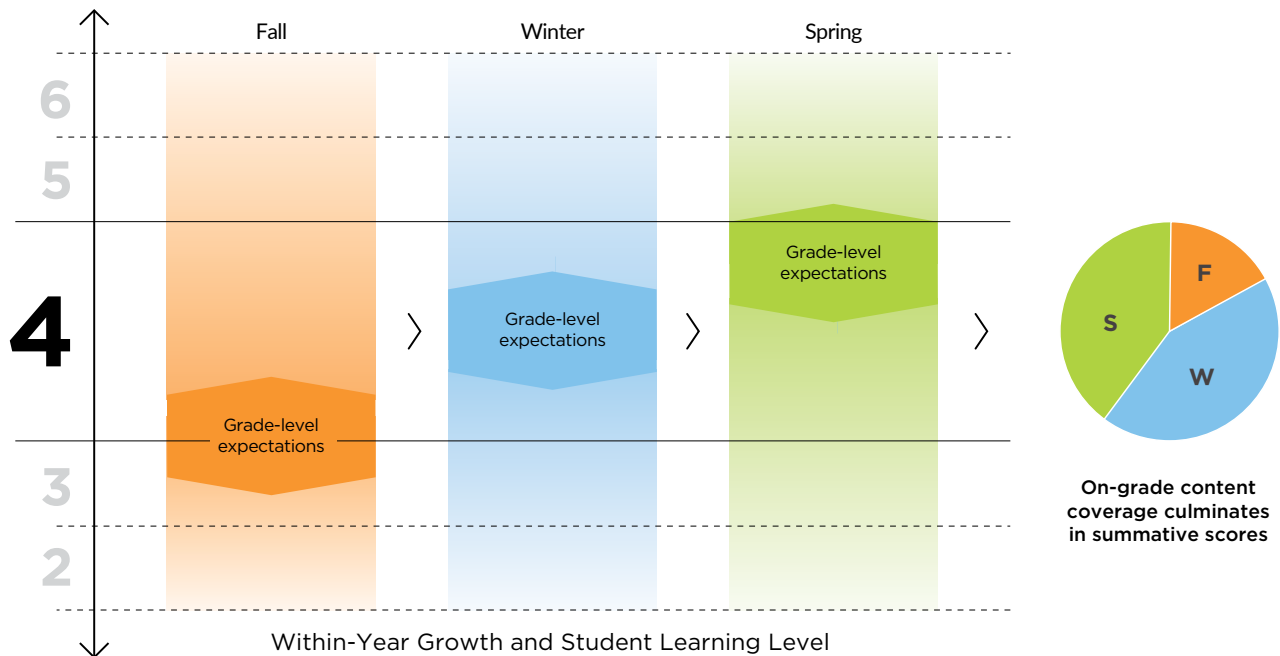 Fall
Winter
Spring
6
5
4
3
2
Grade-level
expectations
Grade-level
expectations
Grade-level
expectations
F
S
W
On-grade content
coverage culminates
in summative scores
Within-Year Growth and Student Learning Level